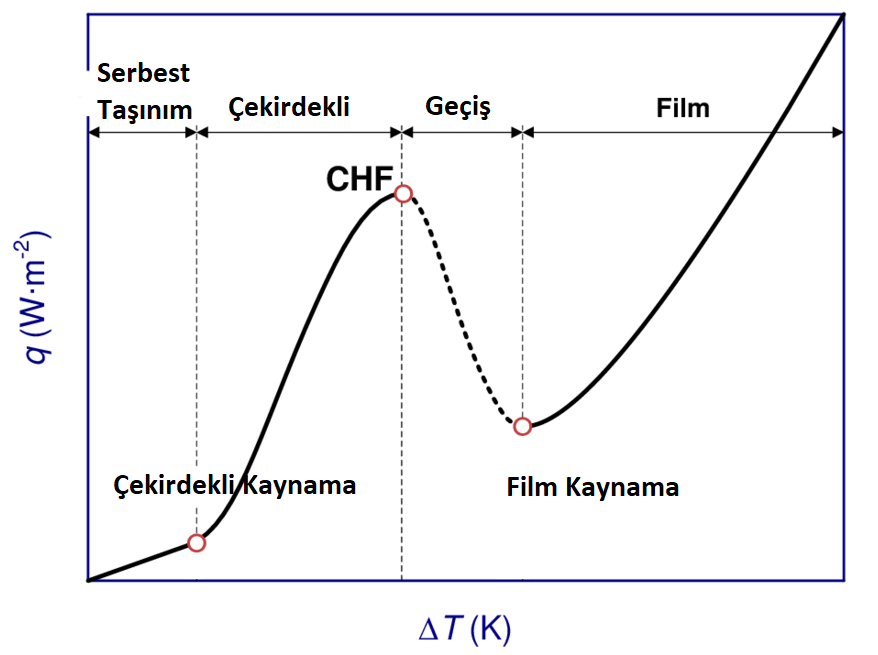 Serbest
Taşınım
Çekirdekli
Geçiş
Film
CHF
q (W·m⁻²)
Çekirdekli Kaynama
Film Kaynama
ΔT (K)